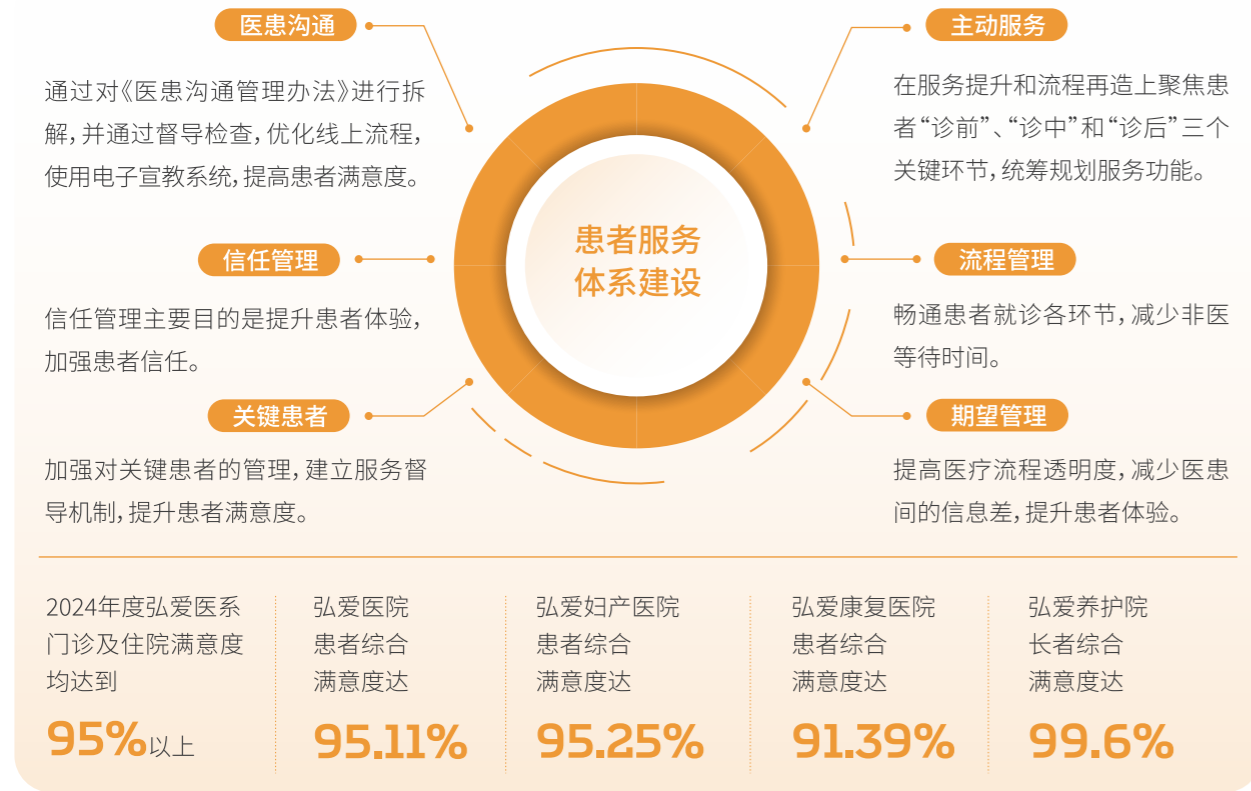 医患沟通
通过对《医患沟通管理办法》进行拆
解，并通过督导检查，优化线上流程，
使用电子宣教系统，提高患者满意度。
信任管理
信任管理主要目的是提升患者体验，
加强患者信任。
关键患者
加强对关键患者的管理，建立服务督
导机制，提升患者满意度。
患者服务
体系建设
主动服务
在服务提升和流程再造上聚焦患
者“诊前”、“诊中”和“诊后”三个
关键环节，统筹规划服务功能。
流程管理
畅通患者就诊各环节，减少非医
等待时间。
期望管理
提高医疗流程透明度，减少医患
间的信息差，提升患者体验。
2024年度弘爱医系
门诊及住院满意度
均达到
95%以上
弘爱医院
患者综合
满意度达
95.11%
弘爱妇产医院
患者综合
满意度达
95.25%
弘爱康复医院
患者综合
满意度达
91.39%
弘爱养护院
长者综合
满意度达
99.6%